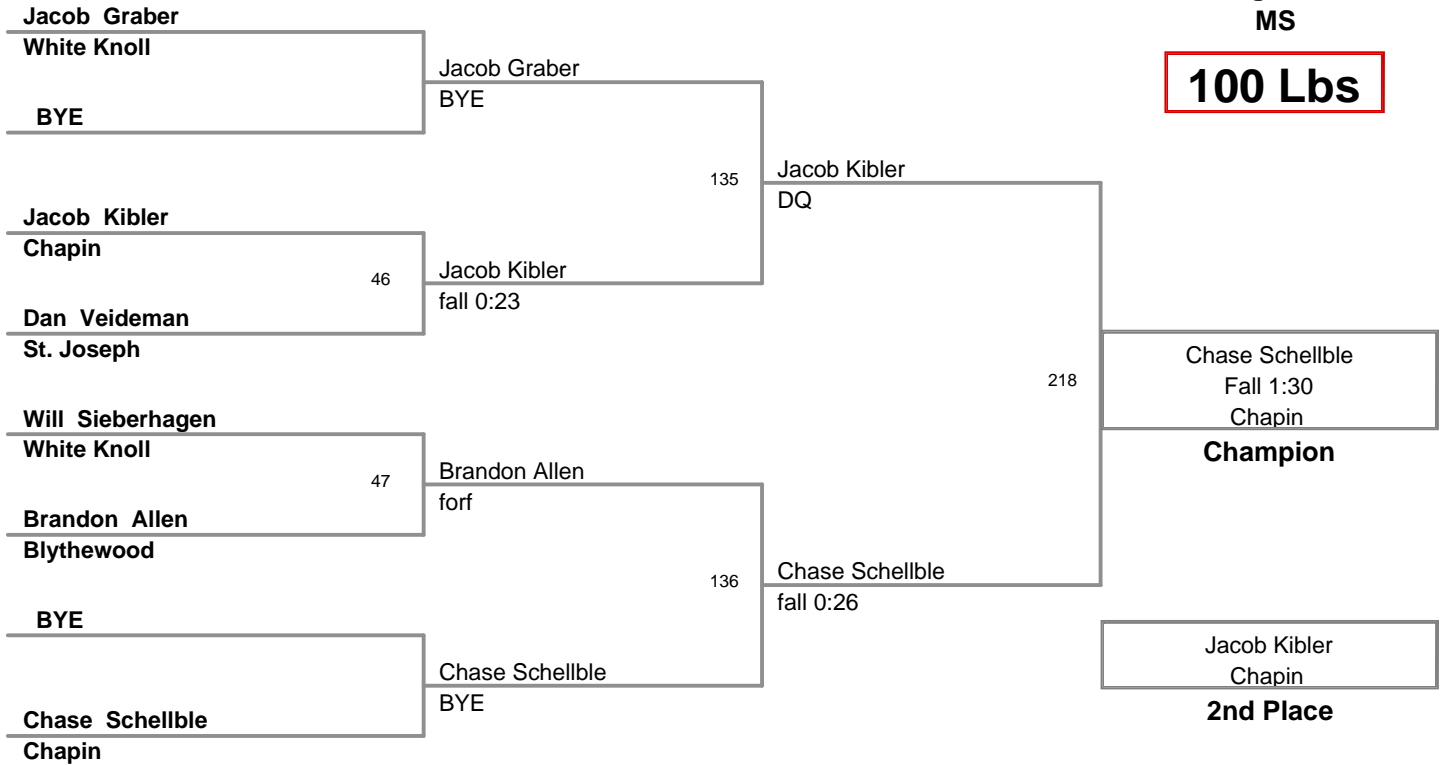 MS
100 Lbs
Jacob Graber
White Knoll
BYE
Jacob Kibler
Chapin
46
Dan Veideman
St. Joseph
Will Sieberhagen
White Knoll
47
Brandon Allen
Blythewood
BYE
Chase Schellble
Chapin
Jacob Graber
BYE
135
Jacob Kibler
fall 0:23
Brandon Allen
forf
136
Chase Schellble
BYE
Jacob Kibler
DQ
218
Chase Schellble
fall 0:26
Chase Schellble
Fall 1:30
Chapin
Champion
Jacob Kibler
Chapin
2nd Place